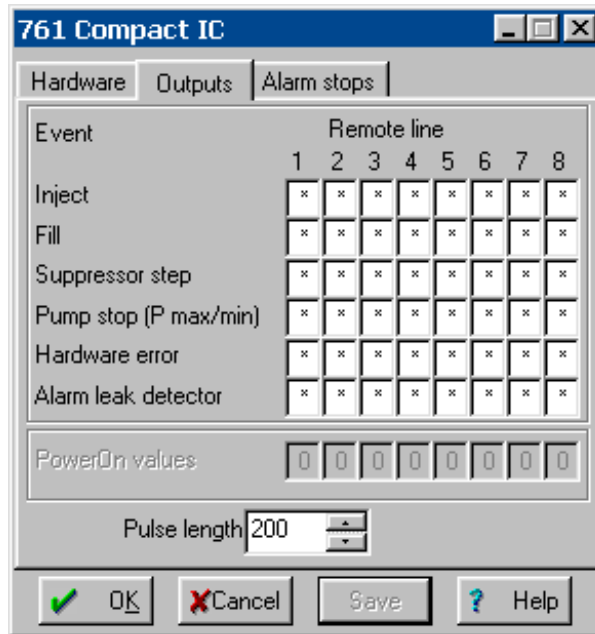 761 Compact IC
Hardware Outputs Alarm stops
Event Remote line
1 2 3 4 5 6 7 8
Inject * * * * * * * *
Fill * * * * * * * *
Suppressor step * * * * * * * *
Pump stop (P max/min) * * * * * * * *
Hardware error * * * * * * * *
Alarm leak detector * * * * * * * *
PowerOn values 0 0 0 0 0 0 0 0
Pulse length 200
OK Cancel Save ? Help